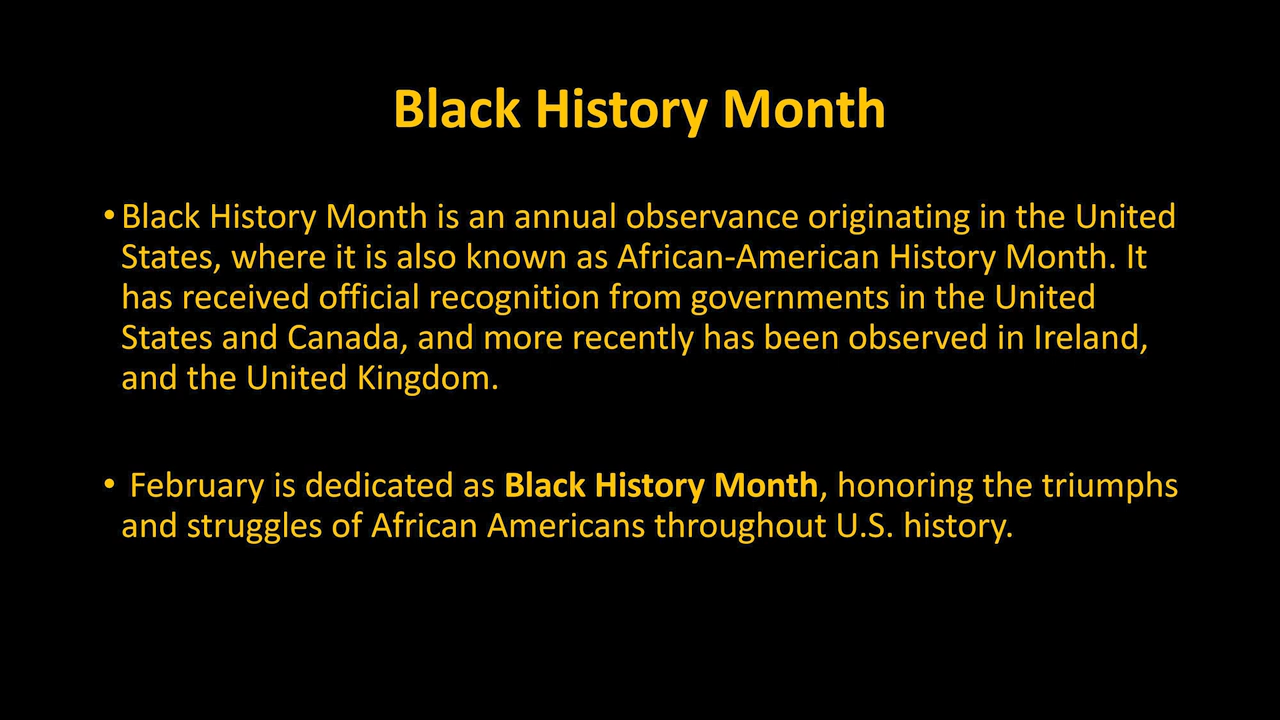 Black History Month
• Black History Month is an annual observance originating in the United
States, where it is also known as African-American History Month. It
has received official recognition from governments in the United
States and Canada, and more recently has been observed in Ireland,
and the United Kingdom.
• February is dedicated as Black History Month, honoring the triumphs
and struggles of African Americans throughout U.S. history.